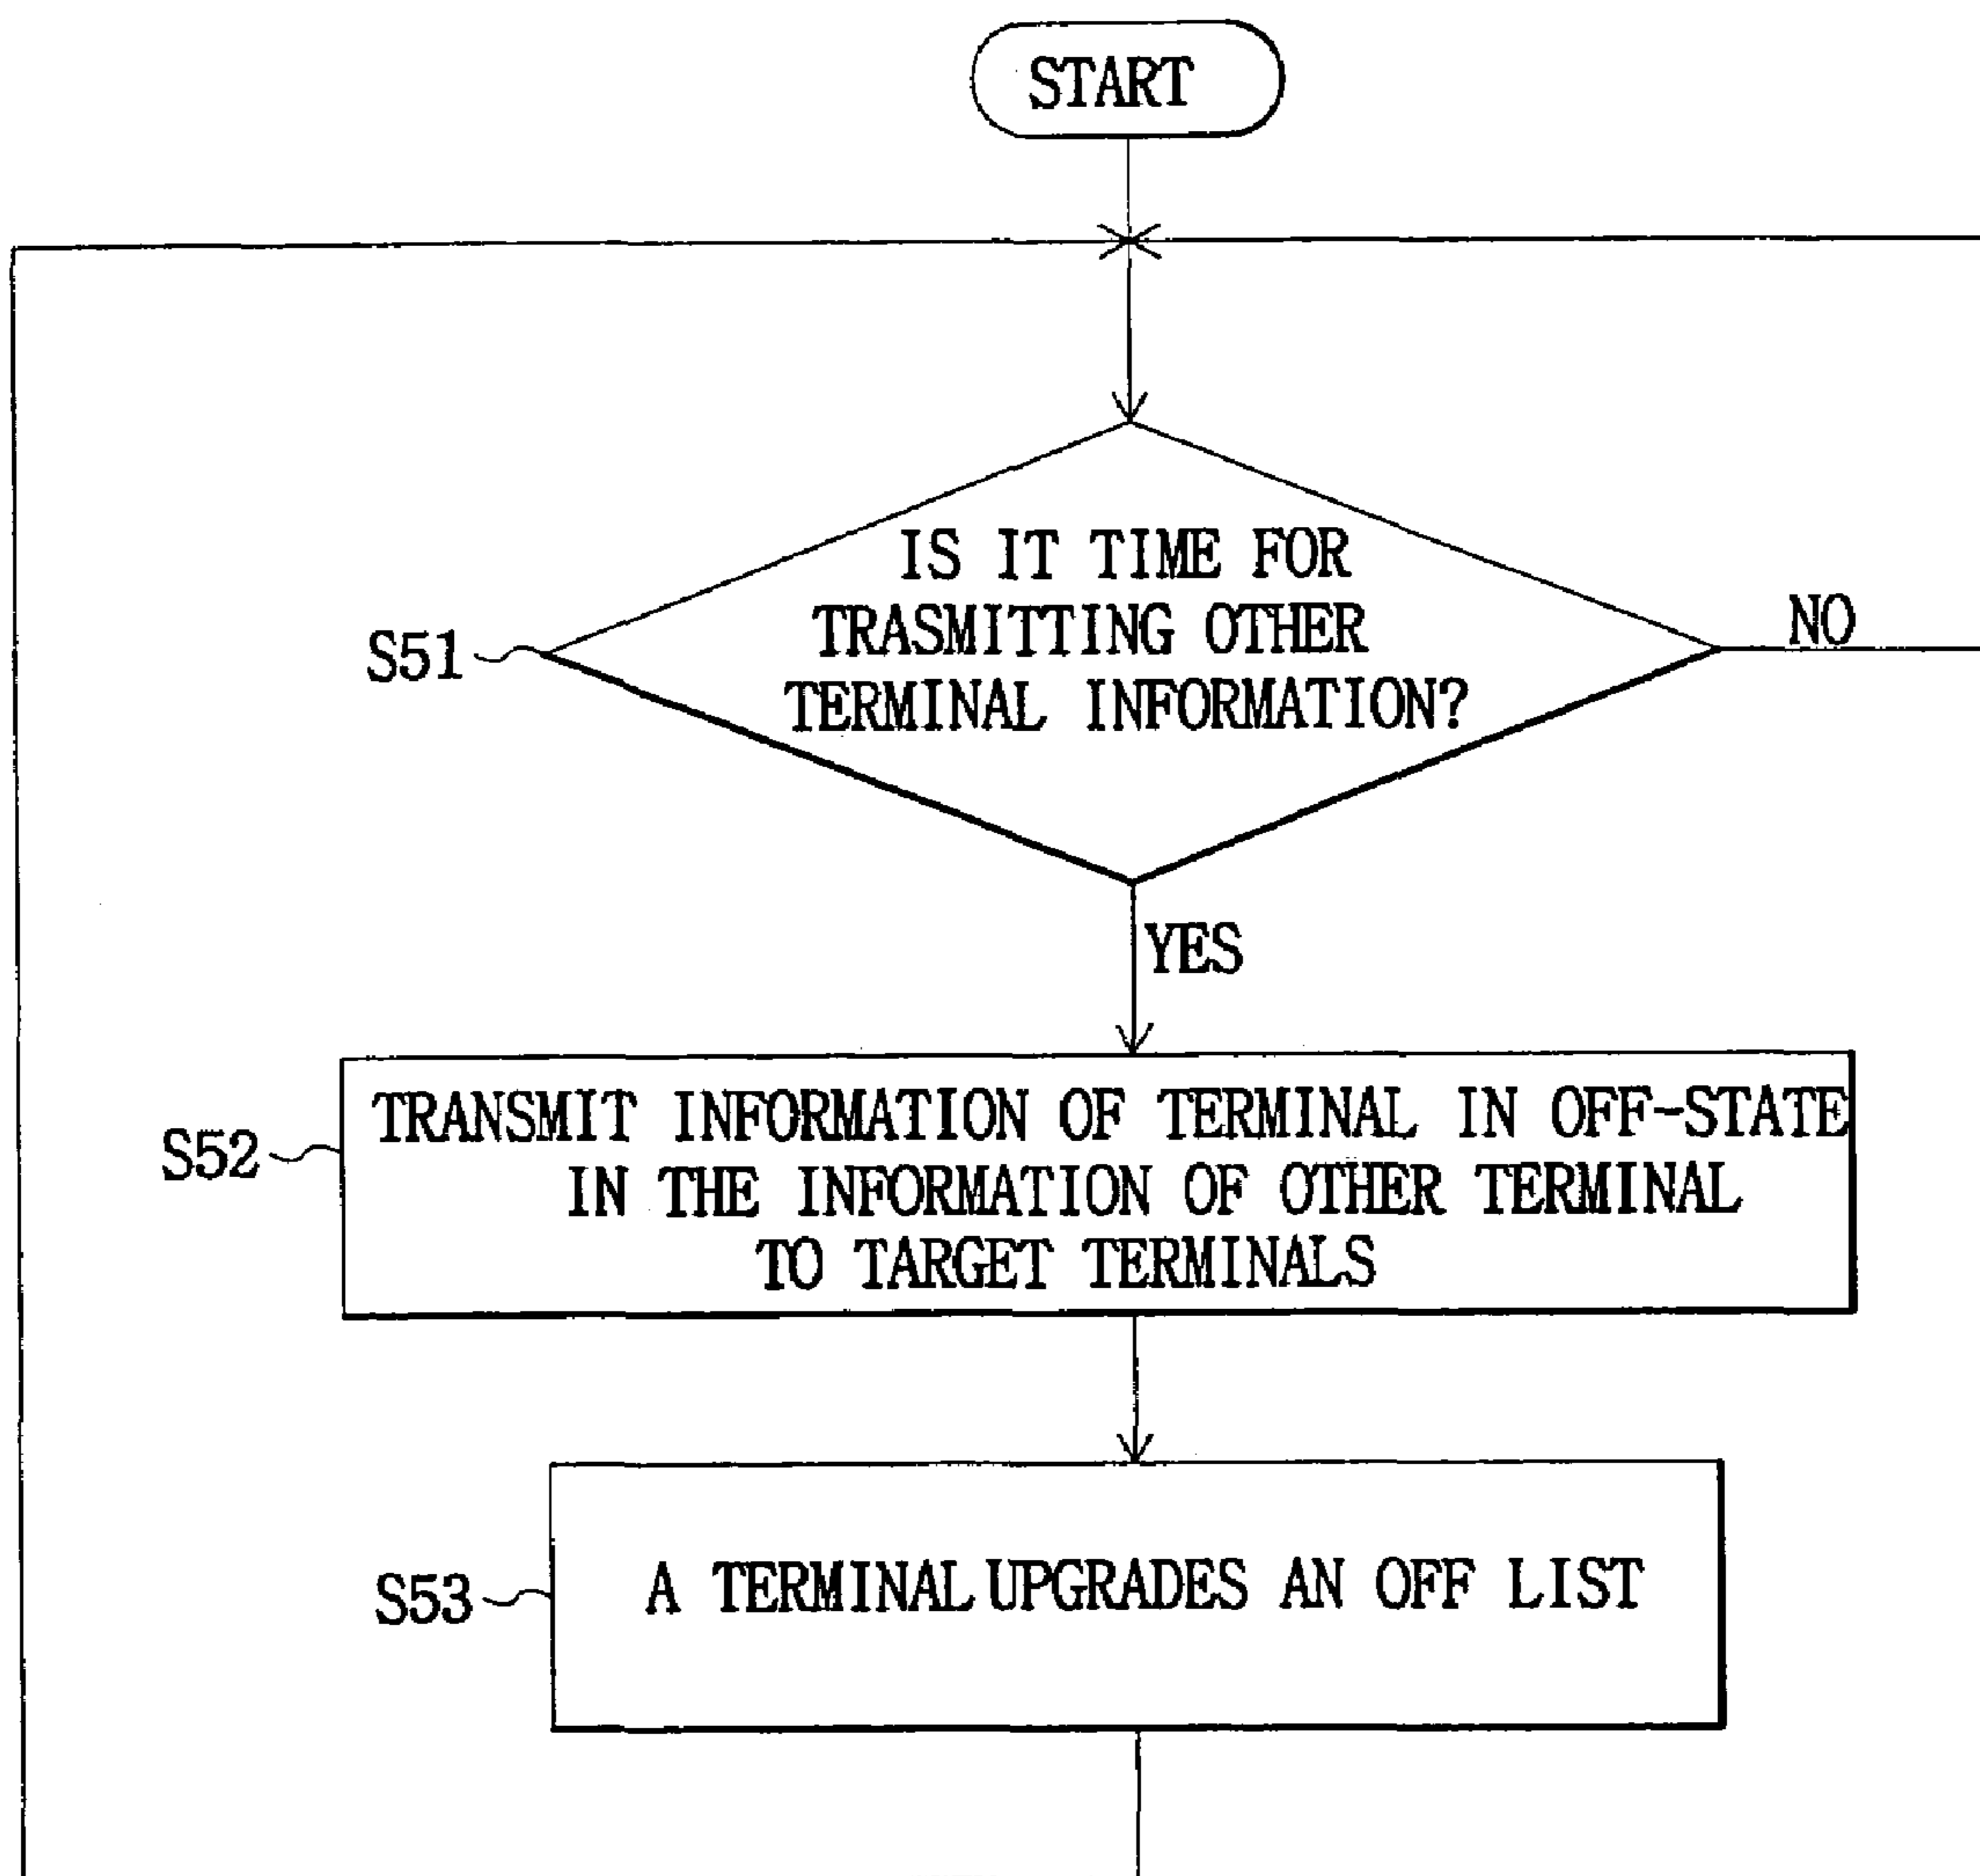 START
IS IT TIME FOR
TRASMITTING OTHER
TERMINAL INFORMATION?
S51
NO
YES
TRANSMIT INFORMATION OF TERMINAL IN OFF-STATE
IN THE INFORMATION OF OTHER TERMINAL
TO TARGET TERMINALS
S52
A TERMINAL UPGRADES AN OFF LIST
S53